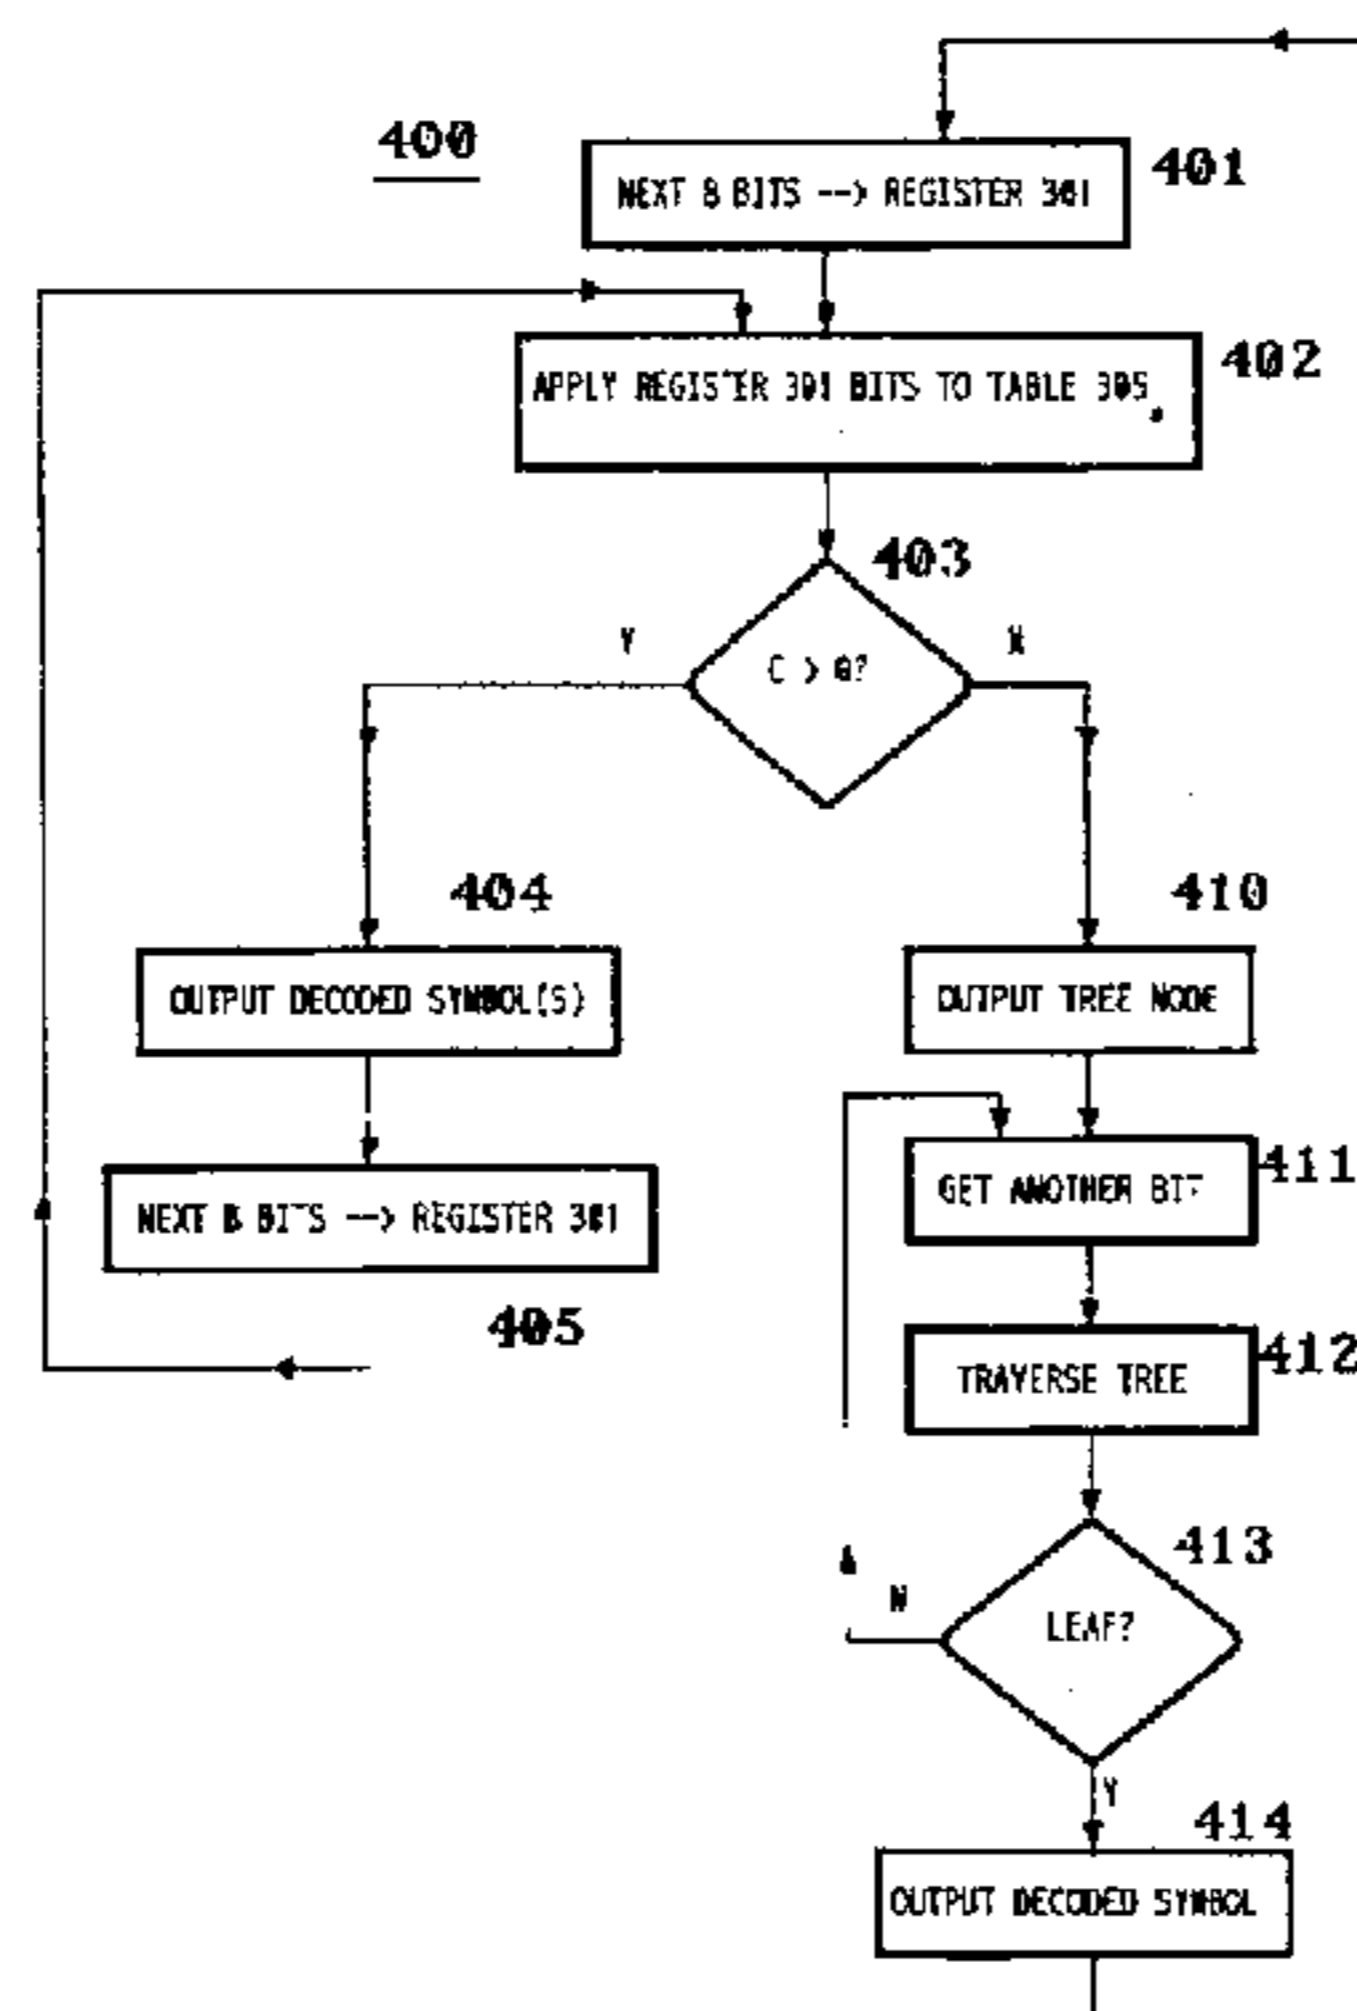 400
NEXT B BITS --> REGISTER 301
401
APPLY REGISTER 301 BITS TO TABLE 305
402
403
Y
C > 0?
N
404
410
OUTPUT DECODED SYMBOL(S)
OUTPUT TREE NODE
GET ANOTHER BIT
411
NEXT B BITS --> REGISTER 301
405
TRAVERSE TREE
412
413
N
LEAF?
Y
414
OUTPUT DECODED SYMBOL